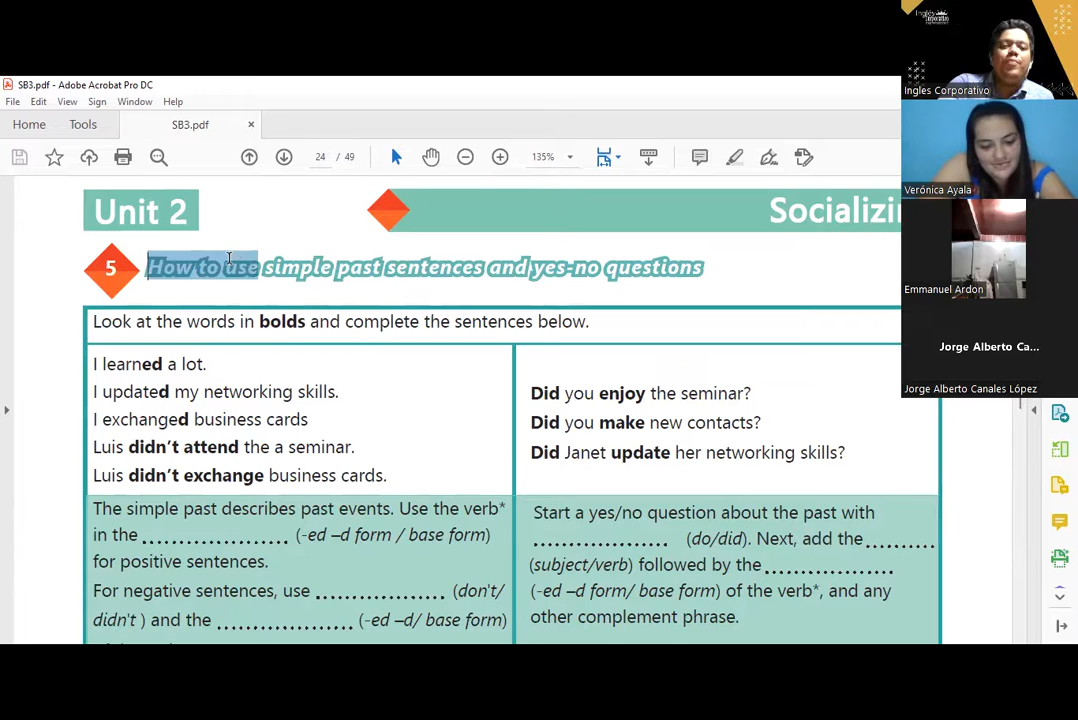 Inglés
Corporativo
Ingles Corporativo
SB3.pdf - Adobe Acrobat Pro DC
File Edit View Sign Window Help
Home Tools SB3.pdf ×
24 / 49 135%
Verónica Ayala
Unit 2 Socializin
5 How to use simple past sentences and yes-no questions
Emmanuel Ardon
Look at the words in bolds and complete the sentences below.
Jorge Alberto Ca...
Jorge Alberto Canales López
I learned a lot.
I updated my networking skills.
I exchanged business cards
Luis didn't attend the a seminar.
Luis didn't exchange business cards.
Did you enjoy the seminar?
Did you make new contacts?
Did Janet update her networking skills?
The simple past describes past events. Use the verb*
in the ........................ (-ed –d form / base form)
for positive sentences.
For negative sentences, use ..................... (don't/
didn't ) and the ...................... (-ed –d/ base form)
Start a yes/no question about the past with
...................... (do/did). Next, add the ...........
(subject/verb) followed by the .....................
(-ed –d form/ base form) of the verb*, and any
other complement phrase.